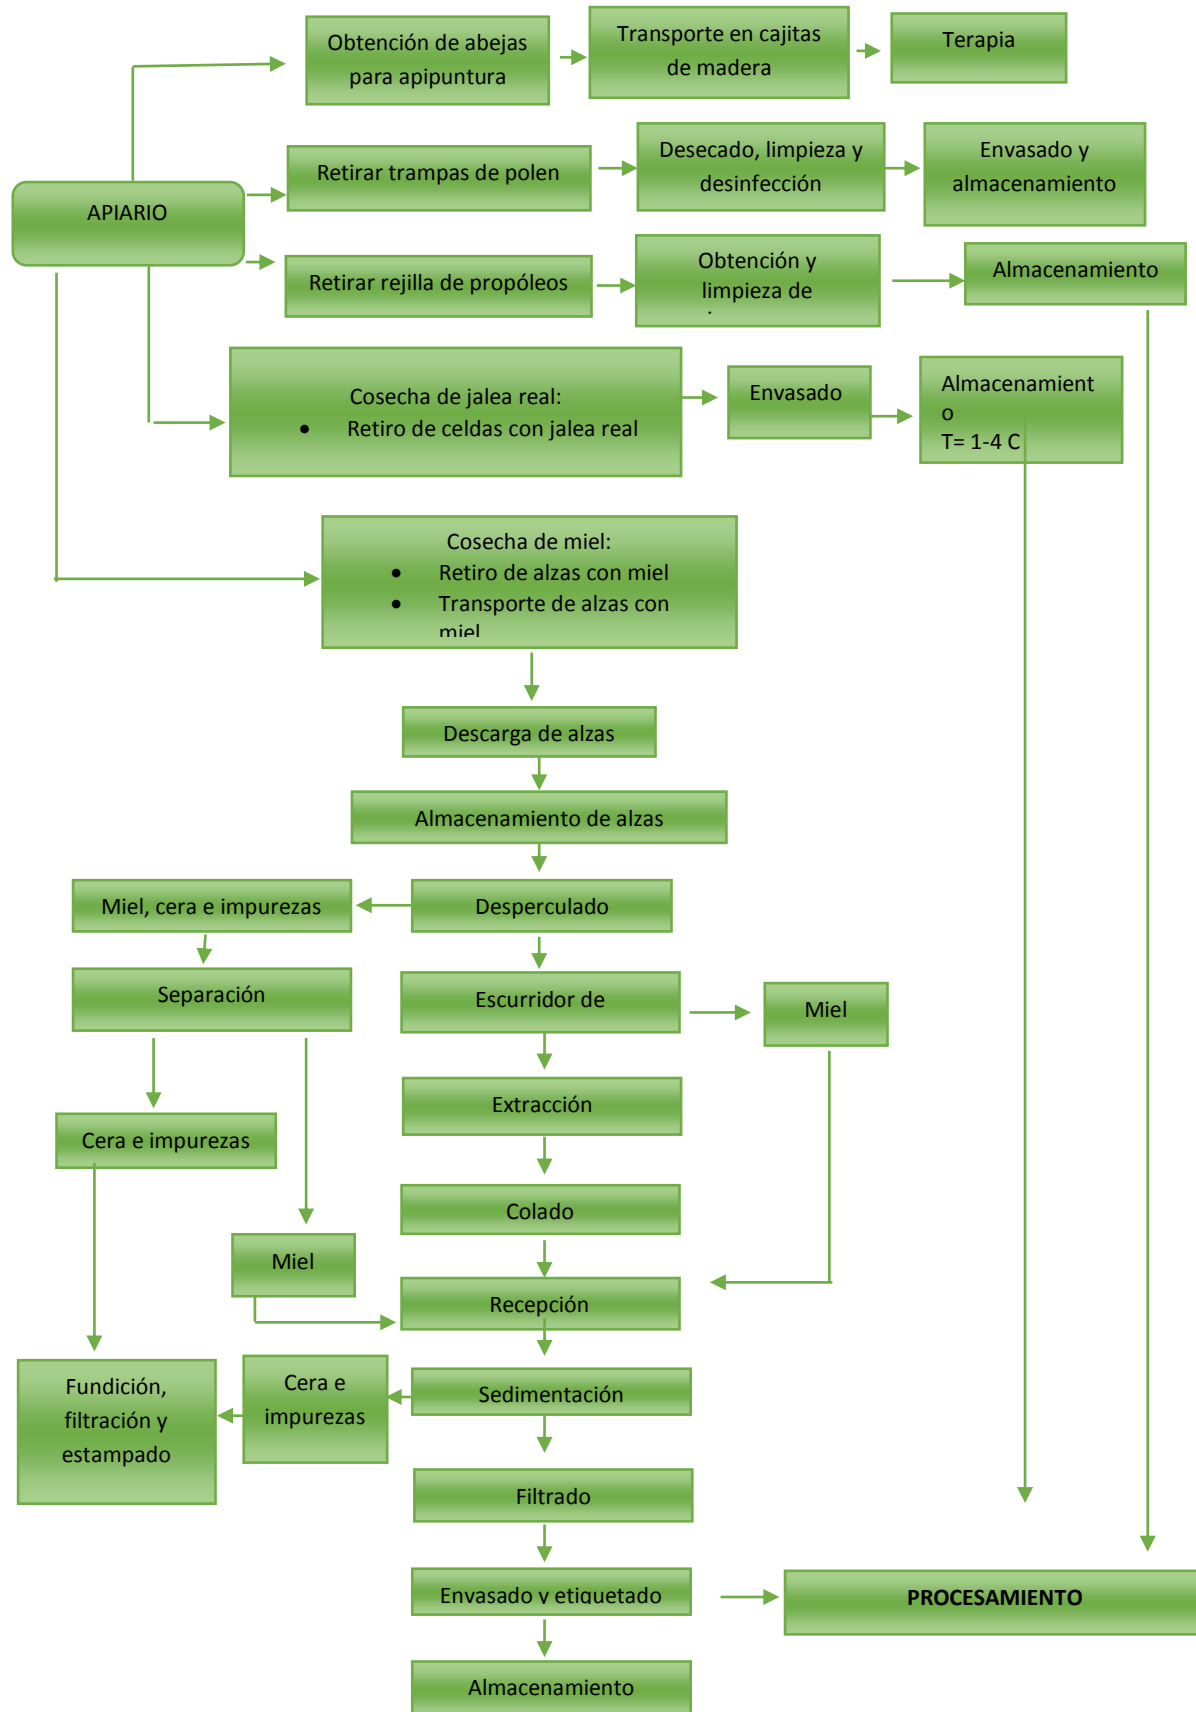 Obtención de abejas
para apipuntura
Transporte en cajitas
de madera
Terapia
APIARIO
Retirar trampas de polen
Desecado, limpieza y
desinfección
Envasado y
almacenamiento
Retirar rejilla de propóleos
Obtención y
limpieza de
Almacenamiento
Cosecha de jalea real:
• Retiro de celdas con jalea real
Envasado
Almacenamient
o
T= 1-4 C
Cosecha de miel:
• Retiro de alzas con miel
• Transporte de alzas con
miel
Descarga de alzas
Almacenamiento de alzas
Miel, cera e impurezas
Desperculado
Separación
Escurridor de
Miel
Extracción
Cera e impurezas
Colado
Miel
Recepción
Fundición,
filtración y
estampado
Cera e
impurezas
Sedimentación
Filtrado
Envasado y etiquetado
PROCESAMIENTO
Almacenamiento